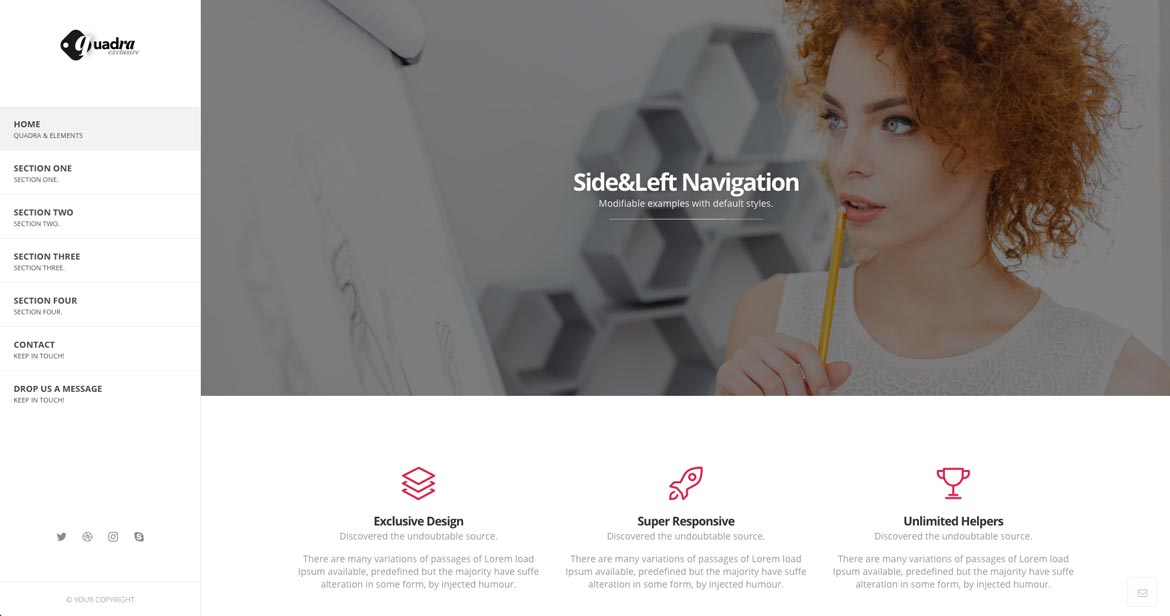 quadra
exclusive
HOME
QUADRA & ELEMENTS
SECTION ONE
SECTION ONE.
SECTION TWO
SECTION TWO.
SECTION THREE
SECTION THREE.
SECTION FOUR
SECTION FOUR.
CONTACT
KEEP IN TOUCH!
DROP US A MESSAGE
KEEP IN TOUCH!
© YOUR COPYRIGHT
Side&Left Navigation
Modifiable examples with default styles.
Exclusive Design
Discovered the undoubtable source.
There are many variations of passages of Lorem load
Ipsum available, predefined but the majority have suffe
alteration in some form, by injected humour.
Super Responsive
Discovered the undoubtable source.
There are many variations of passages of Lorem load
Ipsum available, predefined but the majority have suffe
alteration in some form, by injected humour.
Unlimited Helpers
Discovered the undoubtable source.
There are many variations of passages of Lorem load
Ipsum available, predefined but the majority have suffe
alteration in some form, by injected humour.